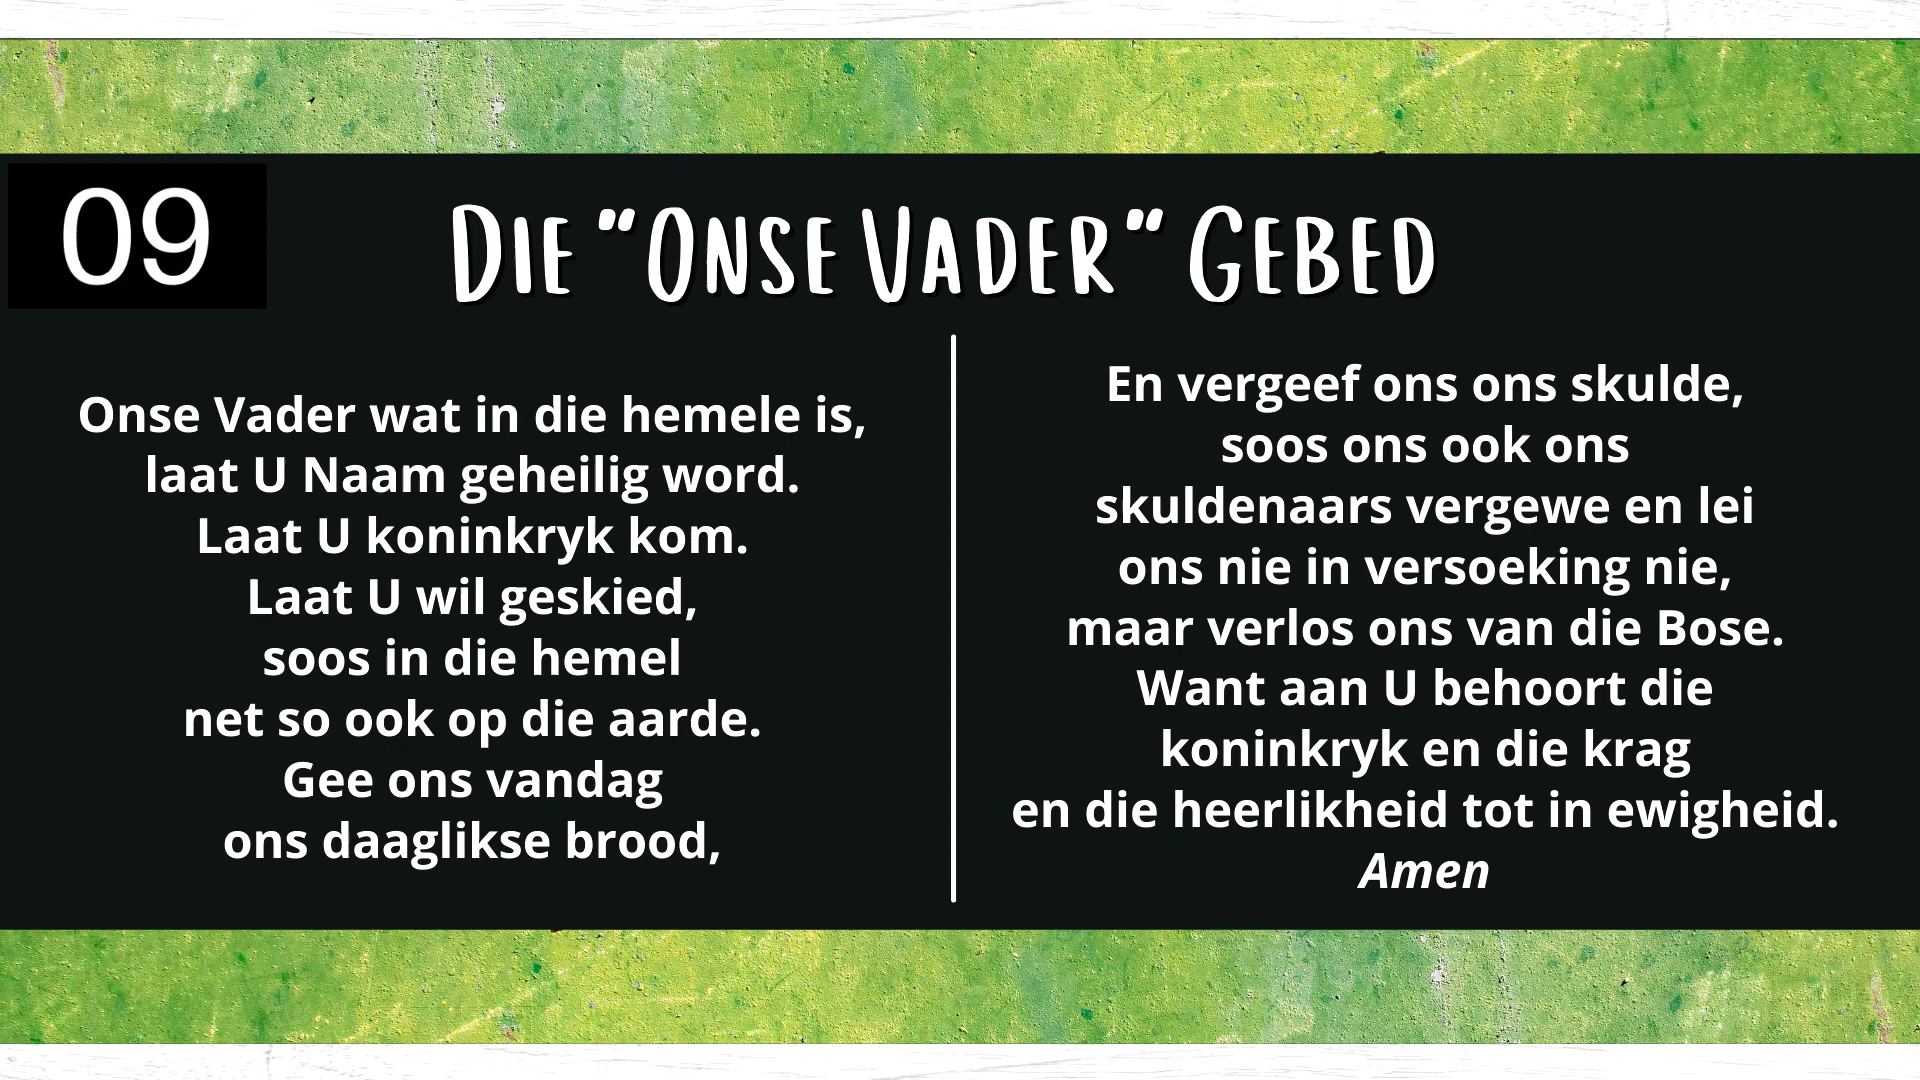 09
Die “Onse Vader” Gebed
Onse Vader wat in die hemele is,
laat U Naam geheilig word.
Laat U koninkryk kom.
Laat U wil geskied,
soos in die hemel
net so ook op die aarde.
Gee ons vandag
ons daaglikse brood,
En vergeef ons ons skulde,
soos ons ook ons
skuldenaars vergewe en lei
ons nie in versoeking nie,
maar verlos ons van die Bose.
Want aan U behoort die
koninkryk en die krag
en die heerlikheid tot in ewigheid.
Amen